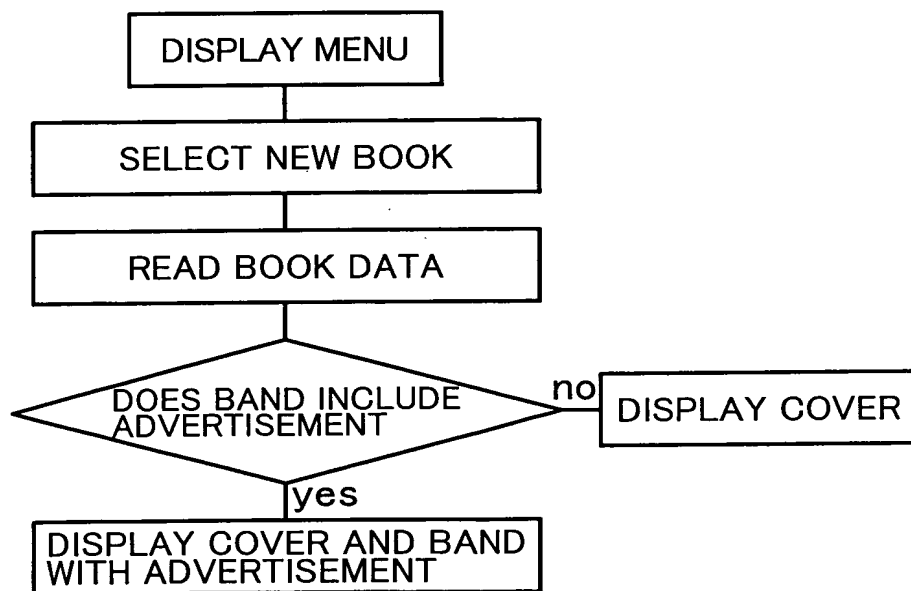 DISPLAY MENU
SELECT NEW BOOK
READ BOOK DATA
DOES BAND INCLUDE
ADVERTISEMENT
no
DISPLAY COVER
yes
DISPLAY COVER AND BAND
WITH ADVERTISEMENT